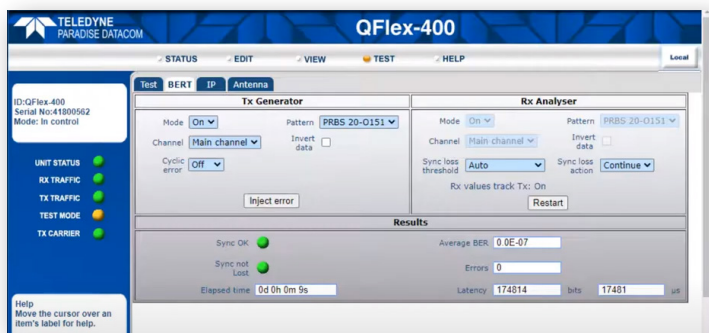 TELEDYNE
PARADISE DATACOM
QFlex-400
STATUS EDIT VIEW TEST HELP Local
Test BERT IP Antenna
ID:QFlex-400
Serial No:41800562
Mode: In control
UNIT STATUS
RX TRAFFIC
TX TRAFFIC
TEST MODE
TX CARRIER
Help
Move the cursor over an
item's label for help.
Tx Generator
Mode On Pattern PRBS 20-O151
Channel Main channel Invert data
Cyclic error Off
Inject error
Rx Analyser
Mode On Pattern PRBS 20-O151
Channel Main channel Invert data
Sync loss threshold Auto Sync loss action Continue
Rx values track Tx: On
Restart
Results
Sync OK Average BER 0.0E-07
Sync not Lost Errors 0
Elapsed time 0d 0h 0m 9s Latency 174814 bits 17481 µs